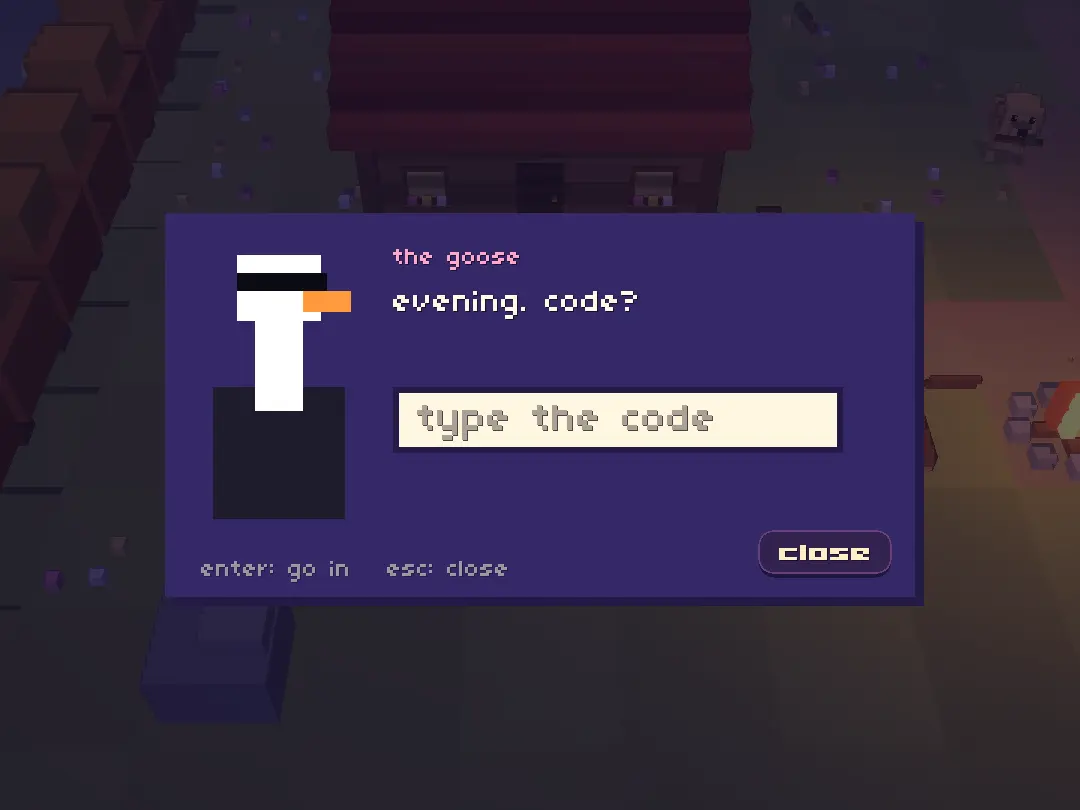 the goose
evening. code?
type the code
enter: go in esc: close
close